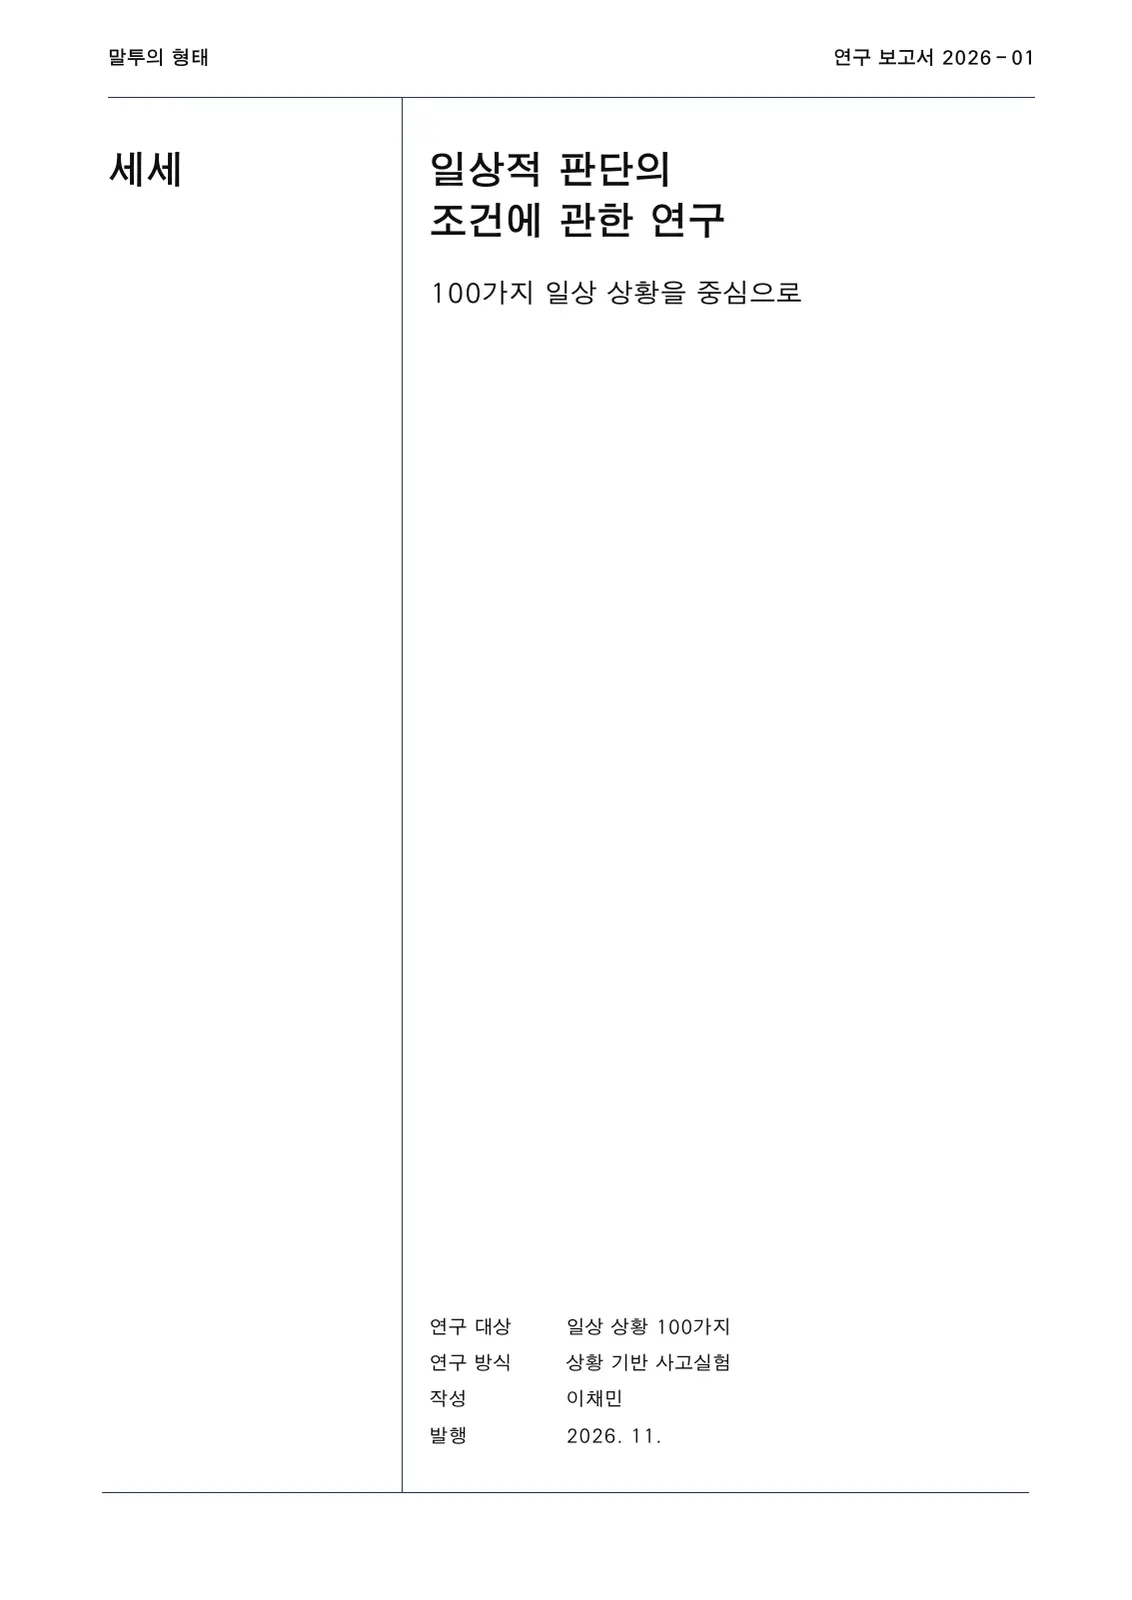 말투의 형태
연구 보고서 2026-01
세세
일상적 판단의
조건에 관한 연구
100가지 일상 상황을 중심으로
연구 대상 일상 상황 100가지
연구 방식 상황 기반 사고실험
작성 이채민
발행 2026. 11.